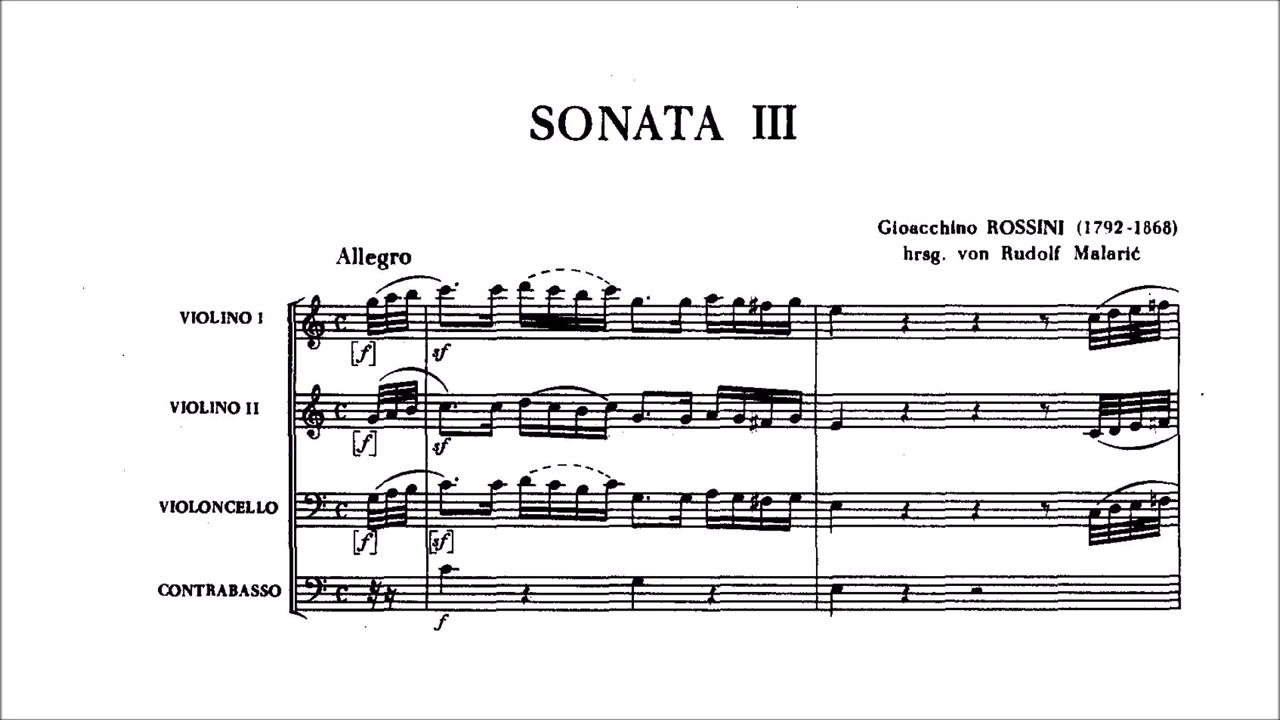 SONATA III
Gioacchino ROSSINI (1792-1868)
hrsg. von Rudolf Malarić
Allegro
VIOLINO I
[f] sf
VIOLINO II
[f] sf
VIOLONCELLO
[f] [sf]
CONTRABASSO
f